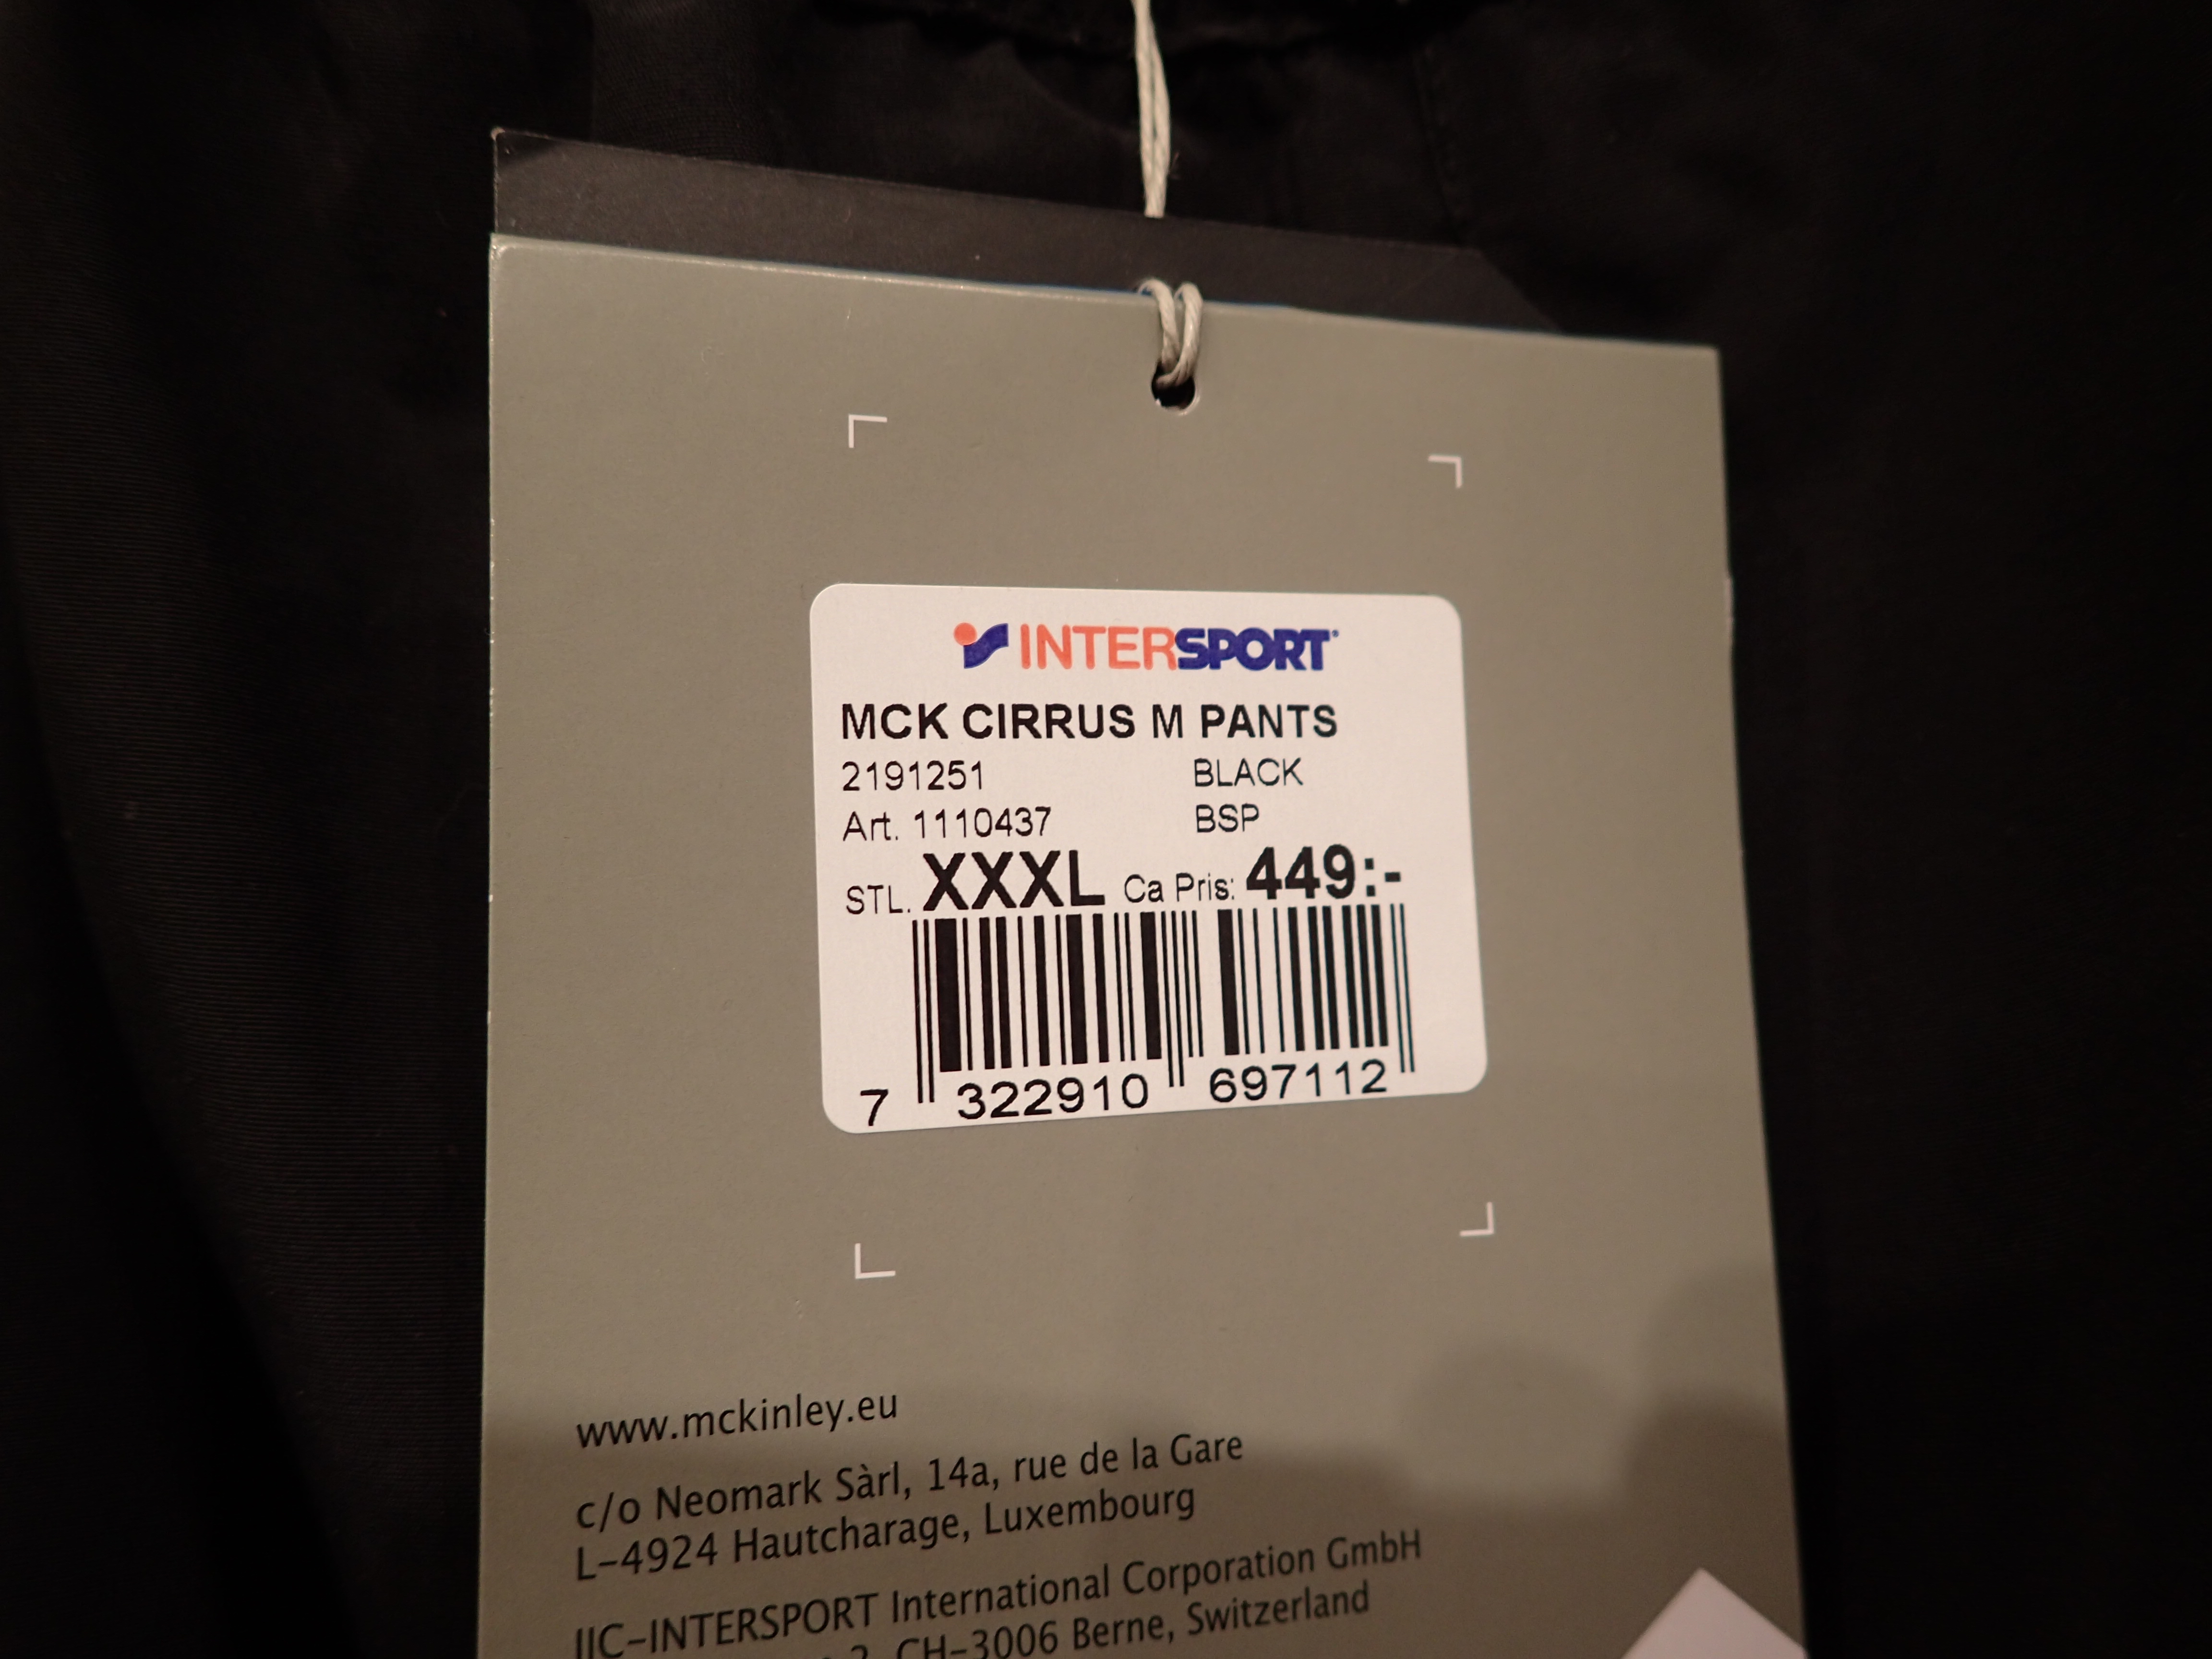 INTERSPORT
MCK CIRRUS M PANTS
2191251 BLACK
Art. 1110437 BSP
STL. XXXL Ca Pris: 449:-
7 322910 697112
www.mckinley.eu
c/o Neomark Sàrl, 14a, rue de la Gare
L-4924 Hautcharage, Luxembourg
IIC-INTERSPORT International Corporation GmbH
2, CH-3006 Berne, Switzerland